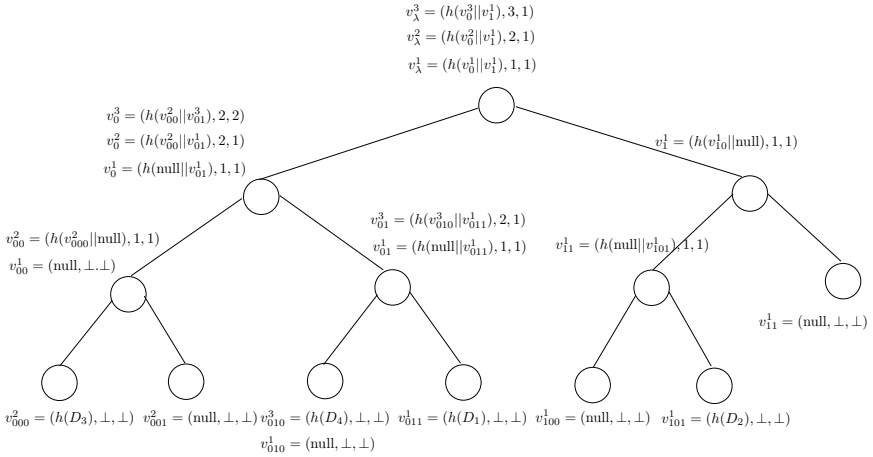 v_λ^3 = (h(v_0^3||v_1^1), 3, 1)
v_λ^2 = (h(v_0^2||v_1^1), 2, 1)
v_λ^1 = (h(v_0^1||v_1^1), 1, 1)
v_0^3 = (h(v_00^2||v_01^3), 2, 2)
v_0^2 = (h(v_00^2||v_01^1), 2, 1)
v_0^1 = (h(null||v_01^1), 1, 1)
v_1^1 = (h(v_10^1||null), 1, 1)
v_00^2 = (h(v_000^2||null), 1, 1)
v_00^1 = (null, ⊥.⊥)
v_01^3 = (h(v_010^3||v_011^1), 2, 1)
v_01^1 = (h(null||v_011^1), 1, 1)
v_11^1 = (h(null||v_101^1), 1, 1)
v_11^1 = (null, ⊥, ⊥)
v_000^2 = (h(D_3), ⊥, ⊥)
v_001^2 = (null, ⊥, ⊥)
v_010^3 = (h(D_4), ⊥, ⊥)
v_010^1 = (null, ⊥, ⊥)
v_011^1 = (h(D_1), ⊥, ⊥)
v_100^1 = (null, ⊥, ⊥)
v_101^1 = (h(D_2), ⊥, ⊥)